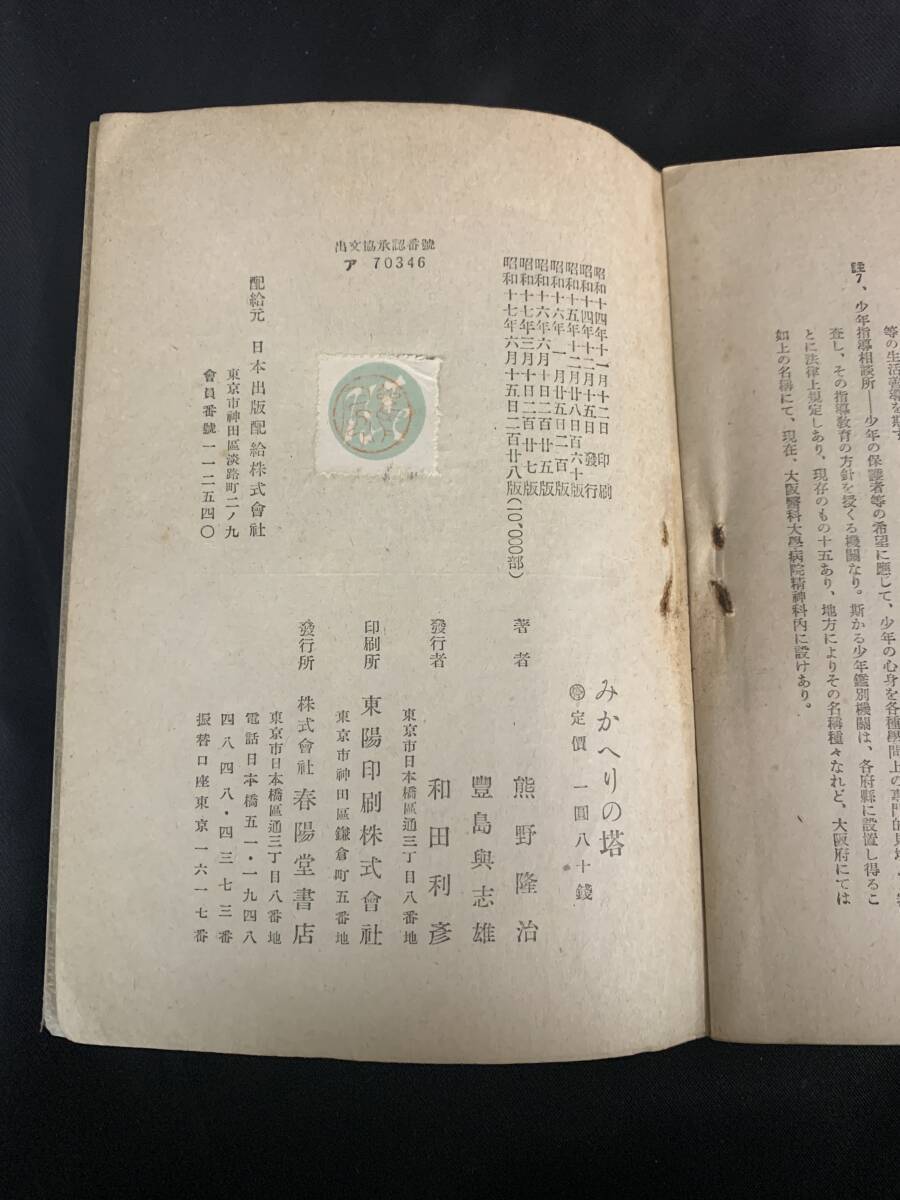 等の生活善導を期す。
註7、少年指導相談所──少年の保護者等の希望に應じて、少年の心身を各種學問上の專門的見地
査し、その指導教育の方針を授くる機關なり。斯かる少年鑑別機關は、各府縣に設置し得るこ
とに法律上規定しあり、現存のもの十五あり、地方によりその名稱種々なれど、大阪府にては
如上の名稱にて、現在、大阪醫科大學病院精神科内に設けあり。
出文協承認番號
ア 70346
昭和十四年十一月十二日 印刷
昭和十四年十二月十五日 發行
昭和十五年十二月廿八日百六十版
昭和十六年一月廿五日二百版
昭和十六年六月十日二百廿五版
昭和十七年三月十日二百廿七版
昭和十七年六月十五日二百廿八版(10,000部)
配給元 日本出版配給株式會社
東京市神田區淡路町二ノ九
會員番號一一二五四〇
みかへりの塔
㊕定價 一圓八十錢
著者 熊野隆治
豐島與志雄
發行者 和田利彥
東京市日本橋區通三丁目八番地
印刷所 東陽印刷株式會社
東京市神田區鎌倉町五番地
發行所 株式會社 春陽堂書店
東京市日本橋區通三丁目八番地
電話日本橋五一・一九四八
四八四八・四三七三番
振替口座東京一六一七番